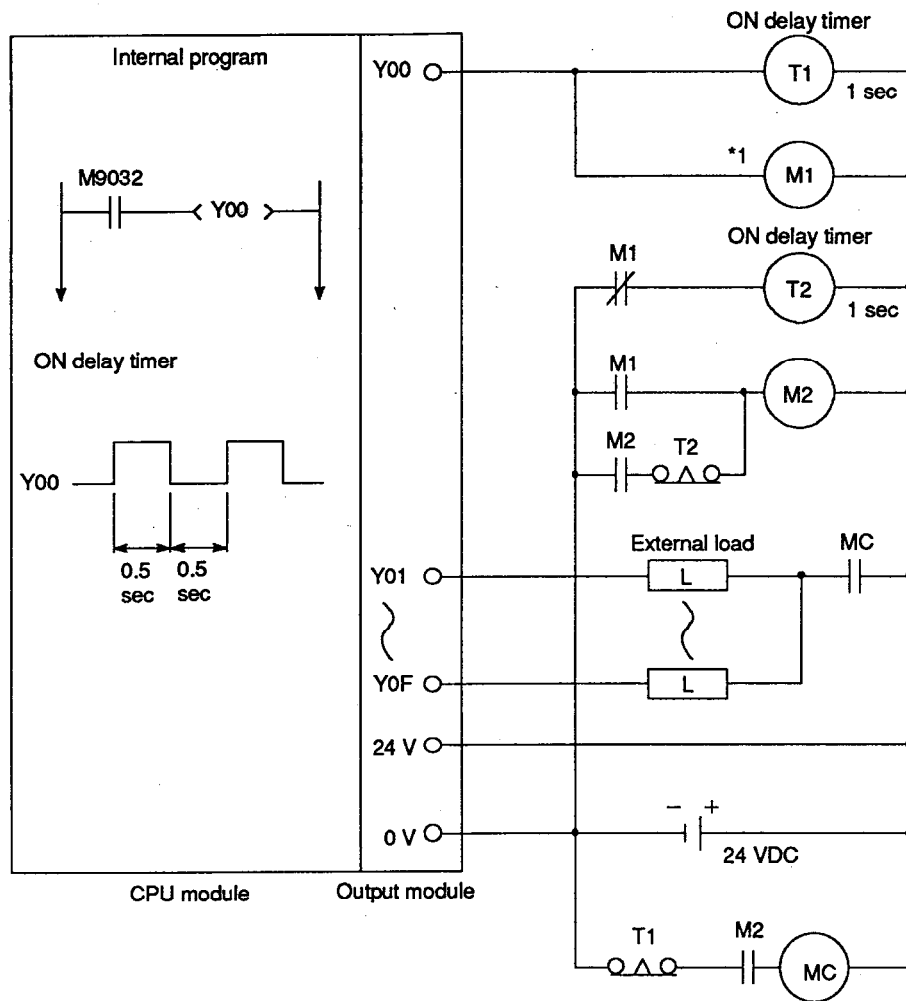 ON delay timer
Internal program
Y00
T1
1 sec
M9032
*1
M1
Y00
ON delay timer
M1
T2
1 sec
ON delay timer
M1
M2
M2
T2
Y00
External load
MC
0.5
sec
0.5
sec
Y01
L
Y0F
L
24 V
- +
0 V
24 VDC
CPU module
Output module
T1
M2
MC